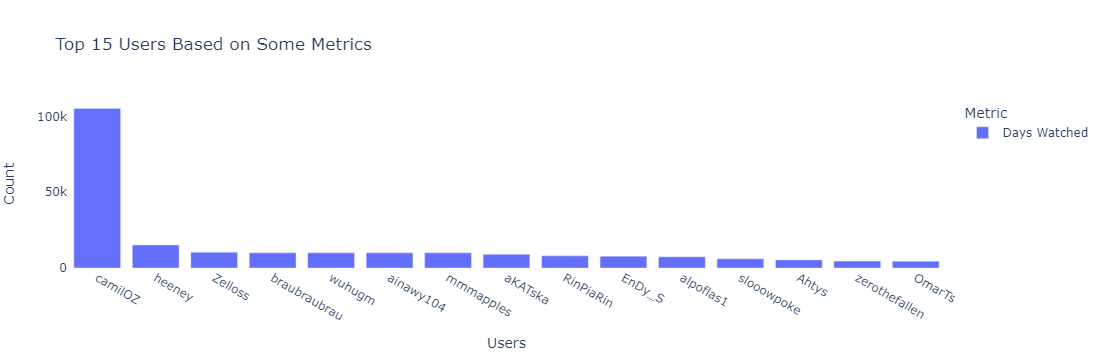 Top 15 Users Based on Some Metrics
Metric
Days Watched
Count
100k
50k
0
camilOZ
heeney
Zelloss
braubraubrau
wuhugm
ainawy104
mmmapples
aKATska
RinPiaRin
EnDy_S
alpoflas1
slooowpoke
Ahtys
zerothefallen
OmarTs
Users